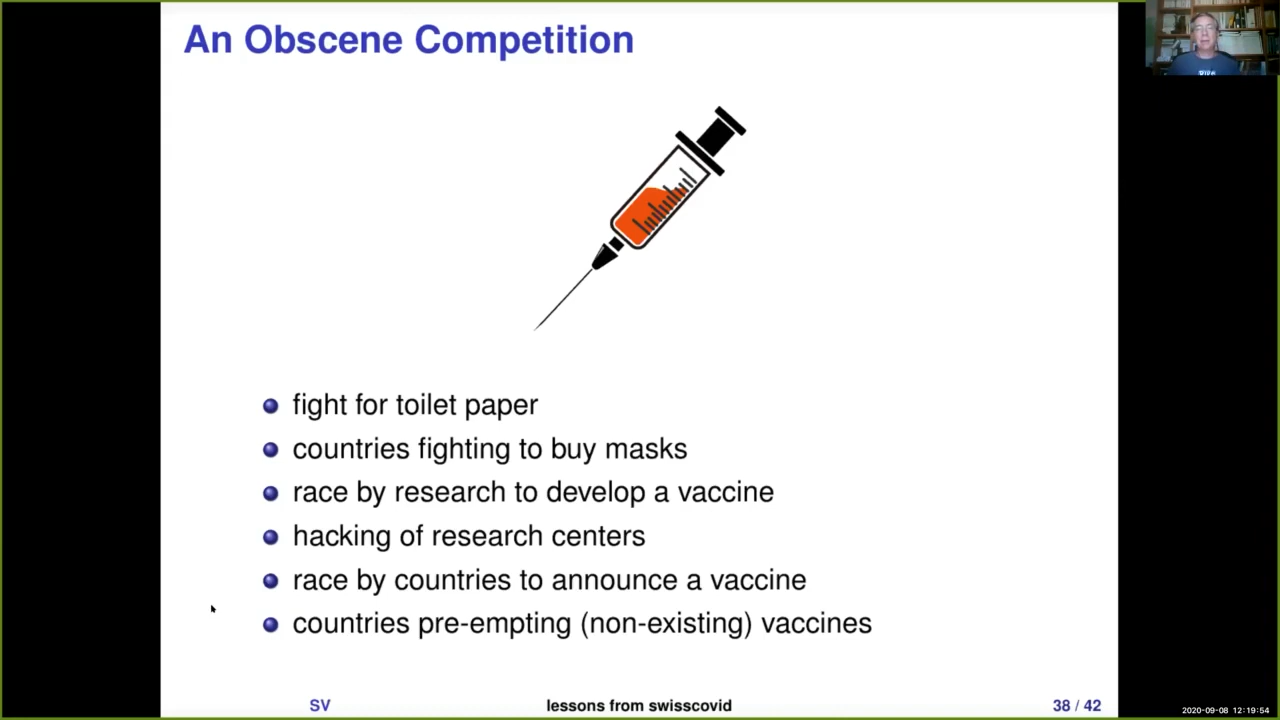 An Obscene Competition
fight for toilet paper
countries fighting to buy masks
race by research to develop a vaccine
hacking of research centers
race by countries to announce a vaccine
countries pre-empting (non-existing) vaccines
SV lessons from swisscovid 38 / 42
2020-09-08 12:19:54